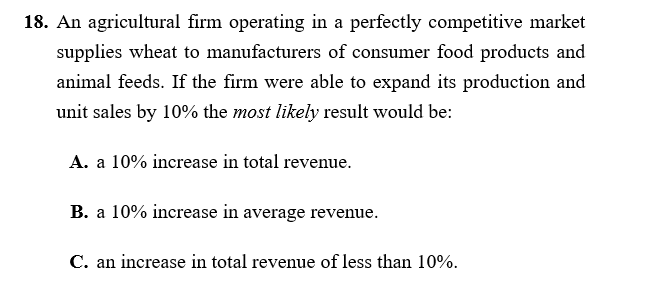 18. An agricultural firm operating in a perfectly competitive market
supplies wheat to manufacturers of consumer food products and
animal feeds. If the firm were able to expand its production and
unit sales by 10% the most likely result would be:
A. a 10% increase in total revenue.
B. a 10% increase in average revenue.
C. an increase in total revenue of less than 10%.